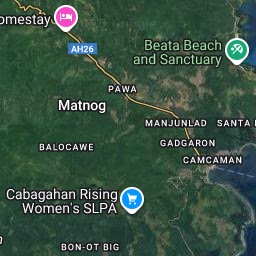 omestay
AH26
Beata Beach
and Sanctuary
PAWA
Matnog
MANJUNLAD
SANTA
GADGARON
BALOCAWE
CAMCAMAN
Cabagahan Rising
Women's SLPA
BON-OT BIG